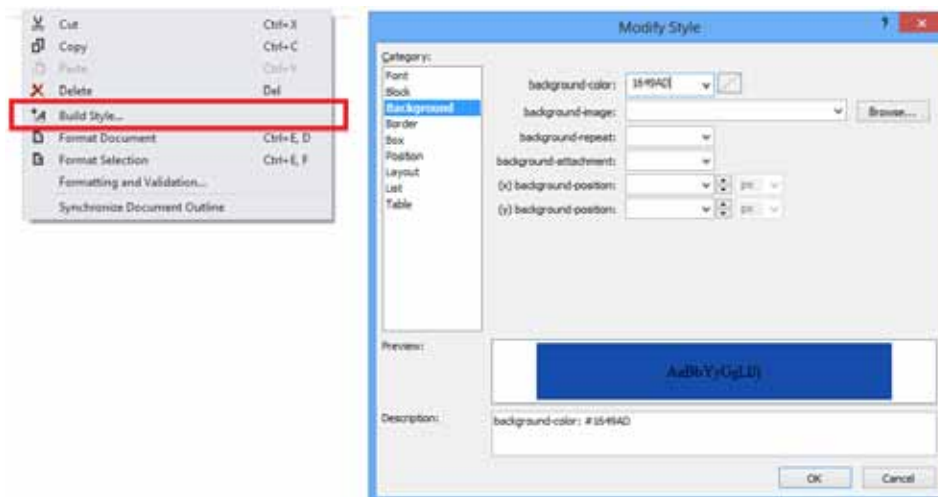 Cut Ctrl+X
Copy Ctrl+C
Paste Ctrl+V
Delete Del
Build Style...
Format Document Ctrl+E, D
Format Selection Ctrl+E, F
Formatting and Validation...
Synchronize Document Outline
Modify Style ?
Category:
Font
Block
Background
Border
Box
Position
Layout
List
Table
background-color: 1649AD
background-image: Browse...
background-repeat:
background-attachment:
(x) background-position: px
(y) background-position: px
Preview:
AaBbYyGgLlJj
Description:
background-color: #1649AD
OK Cancel